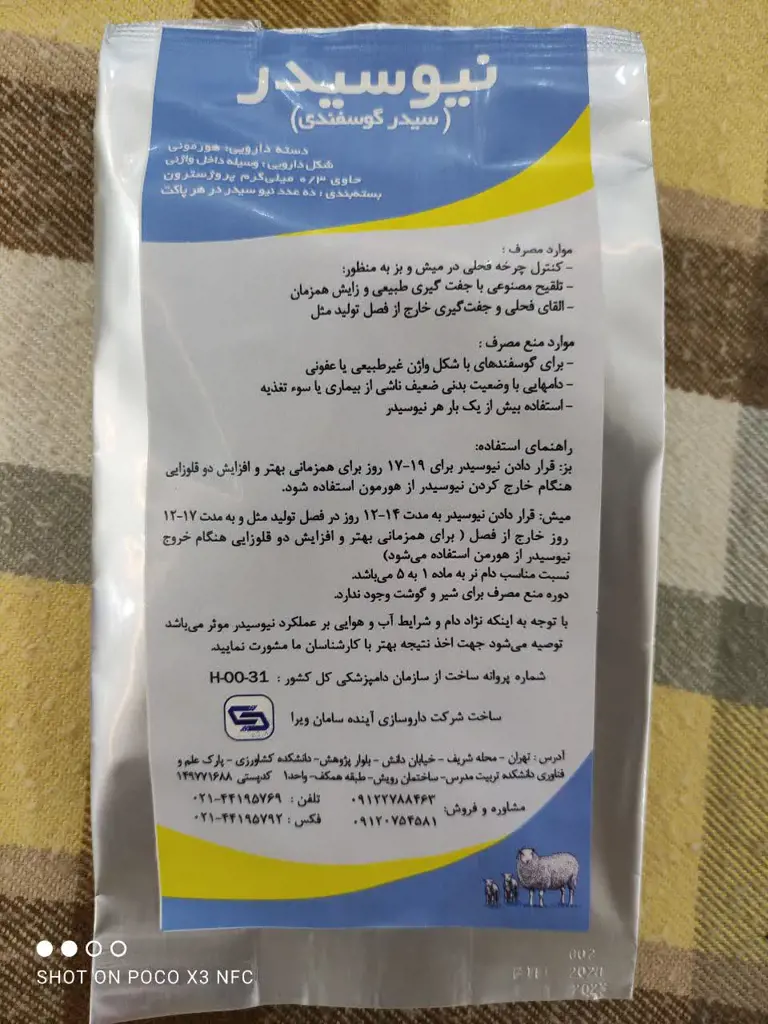 نیوسیدر
(سیدر گوسفندی)
دسته دارویی: هورمونی
شکل دارویی: وسیله داخل واژنی
حاوی ۰/۳ میلی‌گرم پروژسترون
بسته‌بندی : ده عدد نیو سیدر در هر پاکت
موارد مصرف :
- کنترل چرخه فحلی در میش و بز به منظور:
- تلقیح مصنوعی با جفت گیری طبیعی و زایش همزمان
- القای فحلی و جفت‌گیری خارج از فصل تولید مثل
موارد منع مصرف :
- برای گوسفندهای با شکل واژن غیرطبیعی یا عفونی
- دامهایی با وضعیت بدنی ضعیف ناشی از بیماری یا سوء تغذیه
- استفاده بیش از یک بار هر نیوسیدر
راهنمای استفاده:
بز: قرار دادن نیوسیدر برای ۱۹-۱۷ روز برای همزمانی بهتر و افزایش دو قلوزایی
هنگام خارج کردن نیوسیدر از هورمون استفاده شود.
میش: قرار دادن نیوسیدر به مدت ۱۴-۱۲ روز در فصل تولید مثل و به مدت ۱۷-۱۲
روز خارج از فصل ( برای همزمانی بهتر و افزایش دو قلوزایی هنگام خروج
نیوسیدر از هورمن استفاده می‌شود)
نسبت مناسب دام نر به ماده ۱ به ۵ می‌باشد.
دوره منع مصرف برای شیر و گوشت وجود ندارد.
با توجه به اینکه نژاد دام و شرایط آب و هوایی بر عملکرد نیوسیدر موثر می‌باشد
توصیه می‌شود جهت اخذ نتیجه بهتر با کارشناسان ما مشورت نمایید.
شماره پروانه ساخت از سازمان دامپزشکی کل کشور : H-00-31
ساخت شرکت داروسازی آینده سامان ویرا
آدرس : تهران - محله شریف - خیابان دانش - بلوار پژوهش- دانشکده کشاورزی - پارک علم و
فناوری دانشکده تربیت مدرس- ساختمان رویش- طبقه همکف- واحد۱ کدپستی ۱۴۹۷۷۱۶۸۸
مشاوره و فروش: ۰۹۱۲۲۷۸۸۴۶۳ تلفن : ۰۲۱-۴۴۱۹۵۷۶۹
۰۹۱۲۰۷۵۴۵۸۱ فکس : ۰۲۱-۴۴۱۹۵۷۹۲
002
2023
SHOT ON POCO X3 NFC